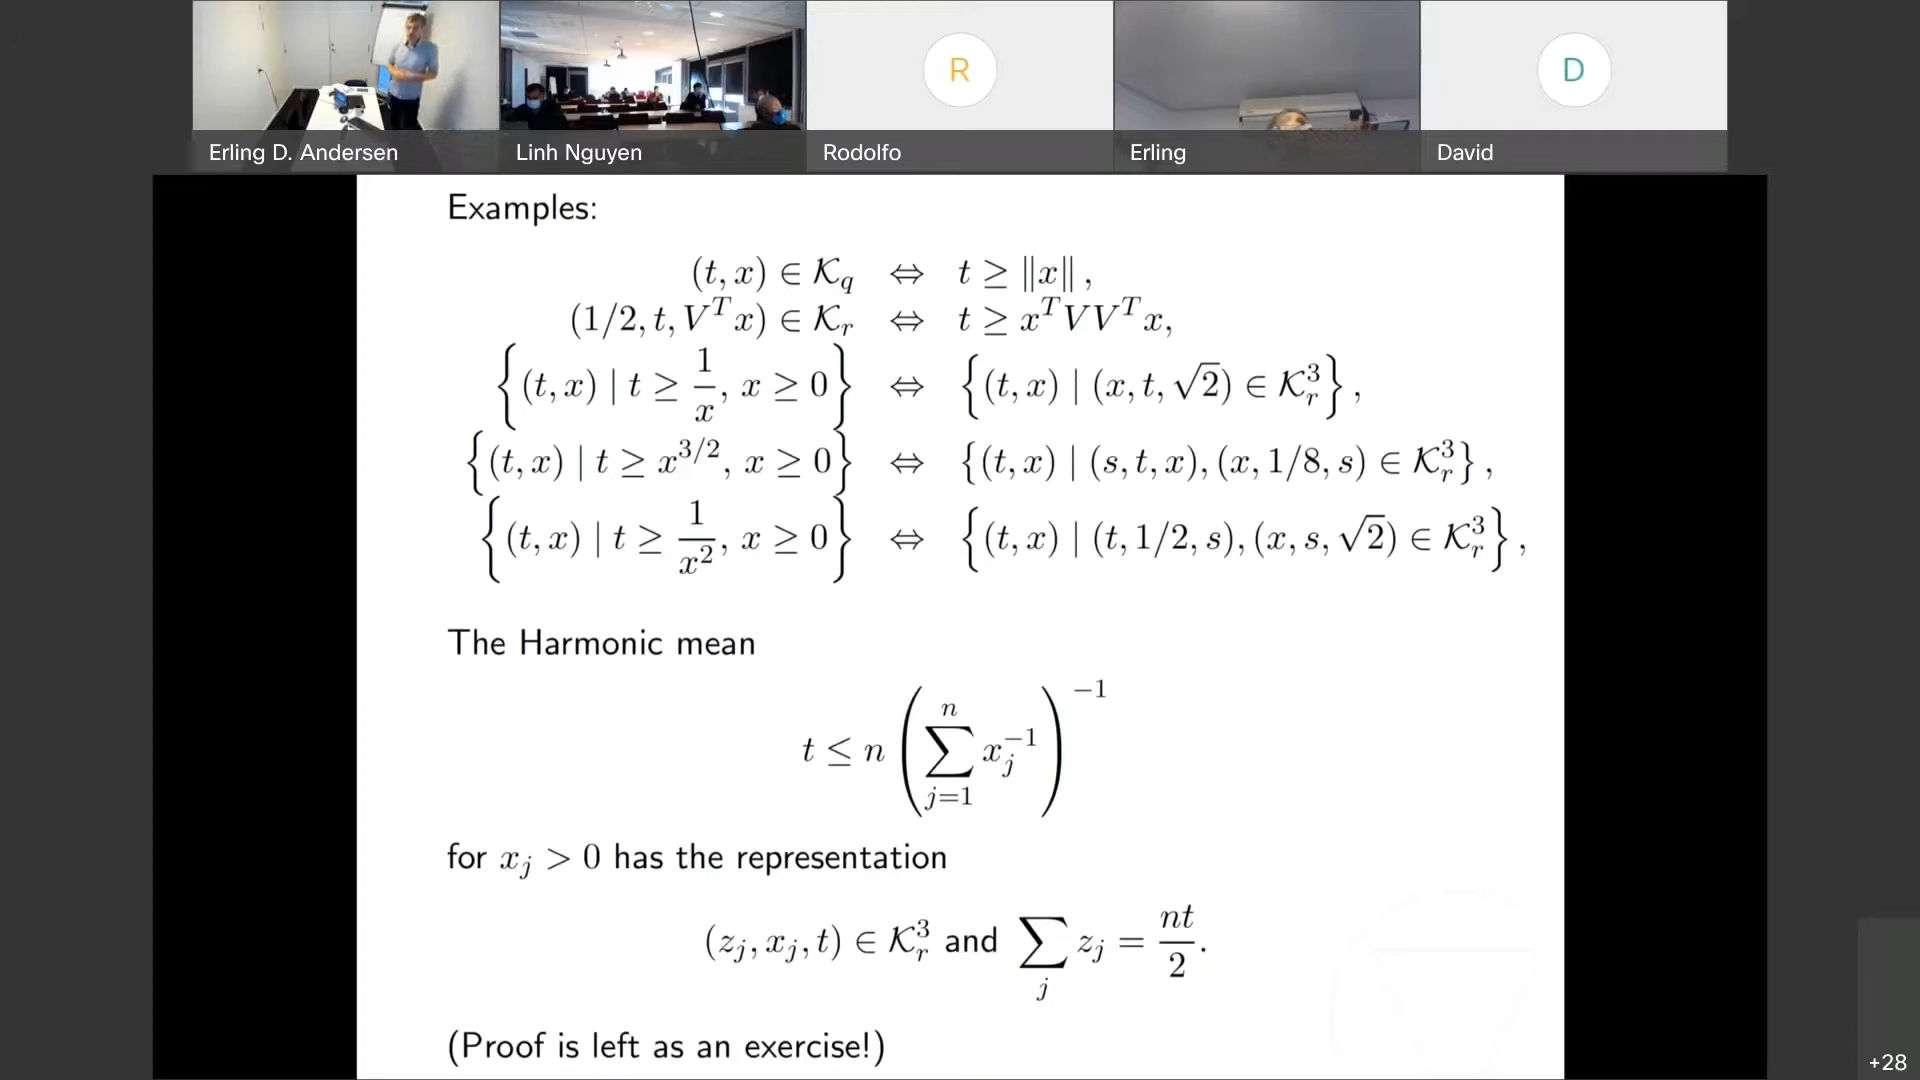 R
D
Erling D. Andersen
Linh Nguyen
Rodolfo
Erling
David
Examples:
(t, x) ∈ 𝒦_q ⇔ t ≥ ‖x‖ ,
(1/2, t, V^T x) ∈ 𝒦_r ⇔ t ≥ x^T V V^T x,
{(t, x) | t ≥ 1/x, x ≥ 0} ⇔ {(t, x) | (x, t, √2) ∈ 𝒦_r^3} ,
{(t, x) | t ≥ x^{3/2}, x ≥ 0} ⇔ {(t, x) | (s, t, x), (x, 1/8, s) ∈ 𝒦_r^3} ,
{(t, x) | t ≥ 1/x^2, x ≥ 0} ⇔ {(t, x) | (t, 1/2, s), (x, s, √2) ∈ 𝒦_r^3} ,
The Harmonic mean
t ≤ n (∑_{j=1}^{n} x_j^{-1})^{-1}
for x_j > 0 has the representation
(z_j, x_j, t) ∈ 𝒦_r^3 and ∑_j z_j = nt/2.
(Proof is left as an exercise!)
+28